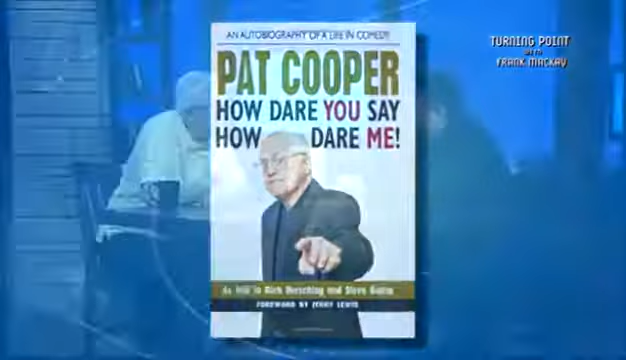 AN AUTOBIOGRAPHY OF A LIFE IN COMEDY
PAT COOPER
HOW DARE YOU SAY
HOW DARE ME!
As told to Rich Herschlag and Steve
FOREWORD BY JERRY LEWIS
TURNING POINT
WITH
FRANK MACKAY